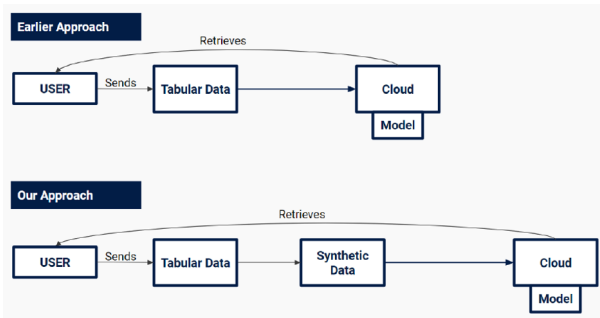 Earlier Approach
Retrieves
USER
Sends
Tabular Data
Cloud
Model
Our Approach
Retrieves
USER
Sends
Tabular Data
Synthetic
Data
Cloud
Model